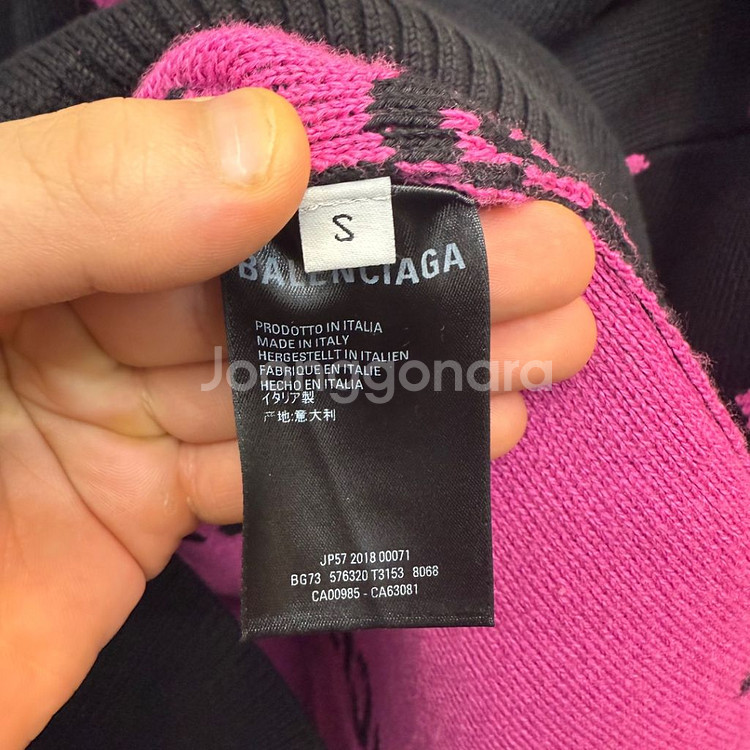 S
BALENCIAGA
PRODOTTO IN ITALIA
MADE IN ITALY
HERGESTELLT IN ITALIEN
FABRIQUE EN ITALIE
HECHO EN ITALIA
イタリア製
产地:意大利
Joonggonara
JP57 2018 00071
BG73 576320 T3153 8068
CA00985 - CA63081